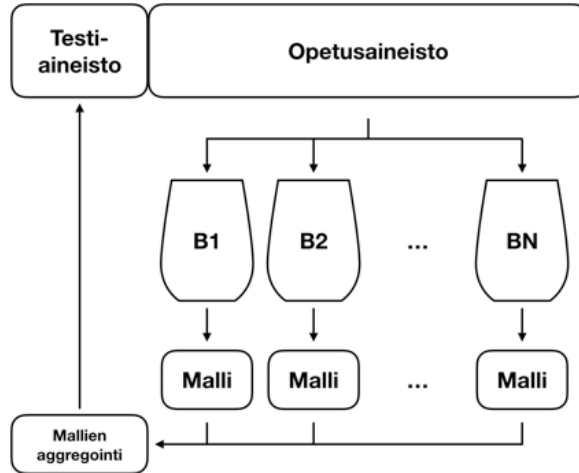 Testi-
aineisto
Opetusaineisto
B1
B2
...
BN
Malli
Malli
...
Malli
Mallien
aggregointi